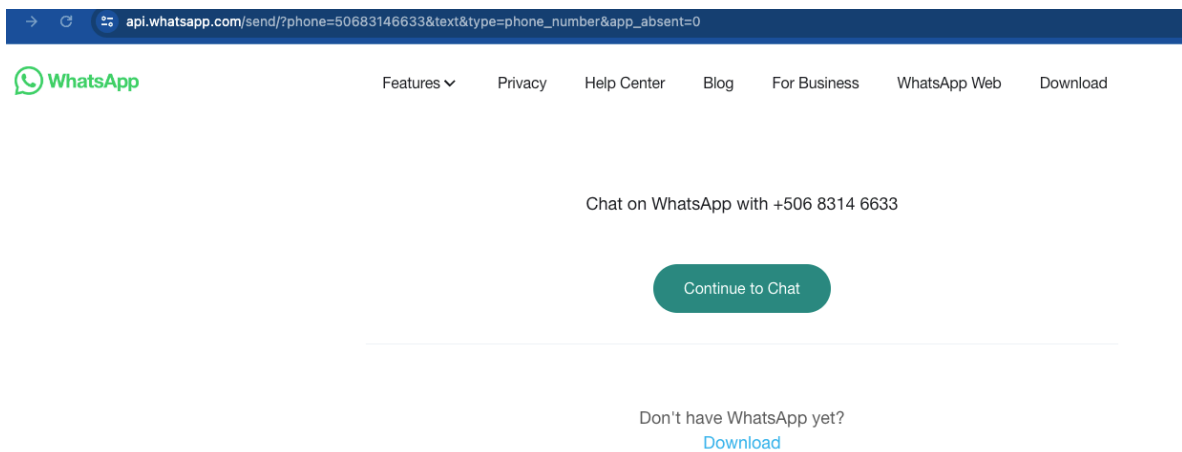 api.whatsapp.com/send/?phone=50683146633&text&type=phone_number&app_absent=0
WhatsApp Features Privacy Help Center Blog For Business WhatsApp Web Download
Chat on WhatsApp with +506 8314 6633
Continue to Chat
Don't have WhatsApp yet?
Download